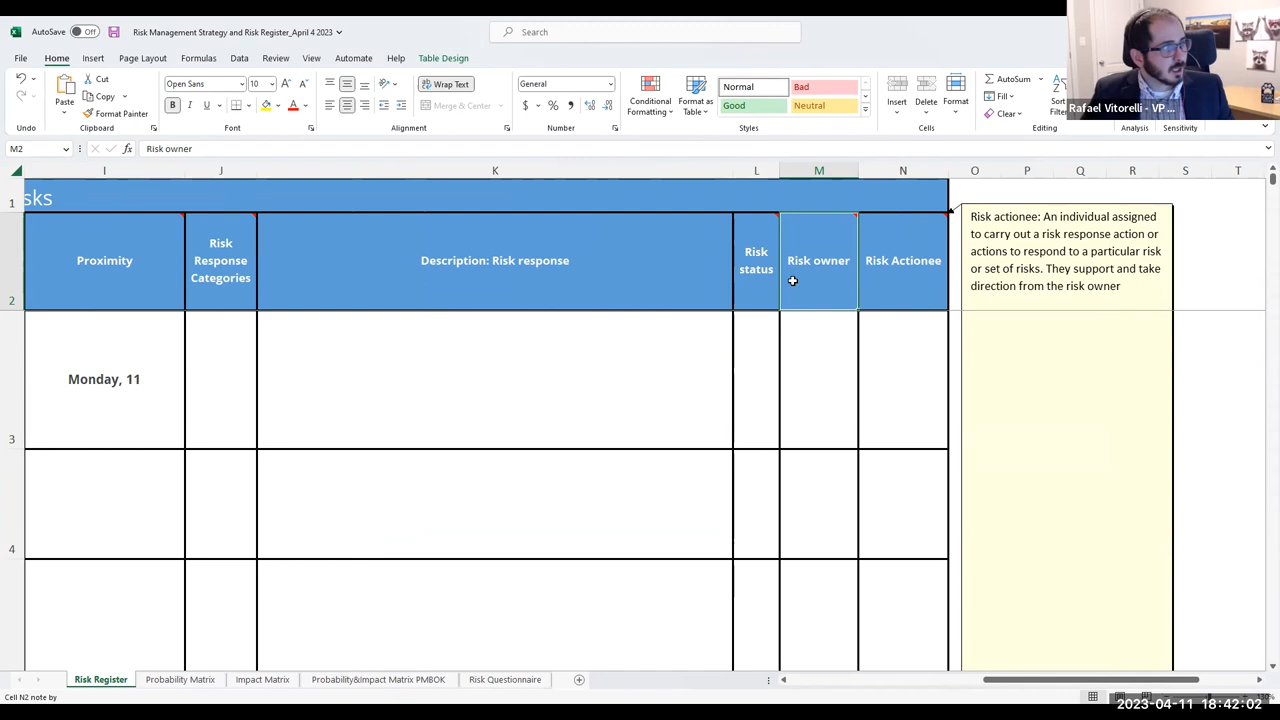 AutoSave
Off
Risk Management Strategy and Risk Register_April 4 2023
Search
File
Home
Insert
Page Layout
Formulas
Data
Review
View
Automate
Help
Table Design
Cut
Copy
Paste
Format Painter
Undo
Clipboard
Open Sans
10
B I U
Font
Wrap Text
Merge & Center
Alignment
General
$ % ,
Number
Conditional
Formatting
Format as
Table
Normal
Bad
Good
Neutral
Styles
Insert
Delete
Format
Cells
AutoSum
Fill
Clear
Sort
Filter
Editing
Analysis
Sensitivity
Rafael Vitorelli - VP ...
M2
fx
Risk owner
I J K L M N O P Q R S T
1
sks
2
Proximity
Risk
Response
Categories
Description: Risk response
Risk
status
Risk owner
Risk Actionee
Risk actionee: An individual assigned
to carry out a risk response action or
actions to respond to a particular risk
or set of risks. They support and take
direction from the risk owner
3
Monday, 11
4
Risk Register
Probability Matrix
Impact Matrix
Probability&Impact Matrix PMBOK
Risk Questionnaire
Cell N2 note by
2023-04-11 18:42:02